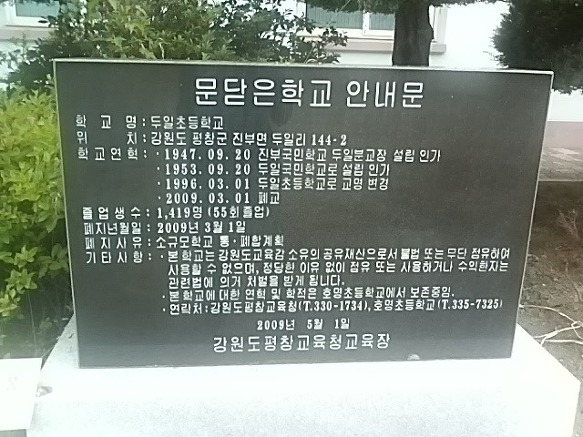 문닫은학교 안내문
학 교 명 : 두일초등학교
위 치 : 강원도 평창군 진부면 두일리 144-2
학교연혁 : · 1947. 09. 20 진부국민학교 두일분교장 설립 인가
· 1953. 09. 20 두일국민학교로 설립 인가
· 1996. 03. 01 두일초등학교로 교명 변경
· 2009. 03. 01 폐교
졸업생수 : 1,419명 (55회졸업)
폐지년월일 : 2009년 3월 1일
폐지사유 : 소규모학교 통·폐합계획
기타사항 : · 본학교는 강원도교육감 소유의 공유재산으로서 불법 또는 무단 점유하여
사용할 수 없으며, 정당한 이유 없이 점유 또는 사용하거나 수익한자는
관련법에 의거 처벌을 받게 됩니다.
· 본학교에 대한 연혁 및 학적은 호명초등학교에서 보존중임.
· 연락처 : 강원도평창교육청(T.330-1734), 호명초등학교(T.335-7325)
2009년 5월 1일
강원도평창교육청교육장